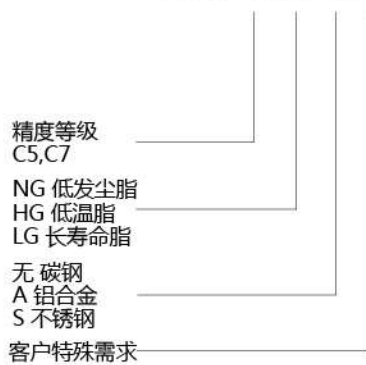 精度等级
C5,C7
NG 低发尘脂
HG 低温脂
LG 长寿命脂
无 碳钢
A 铝合金
S 不锈钢
客户特殊需求